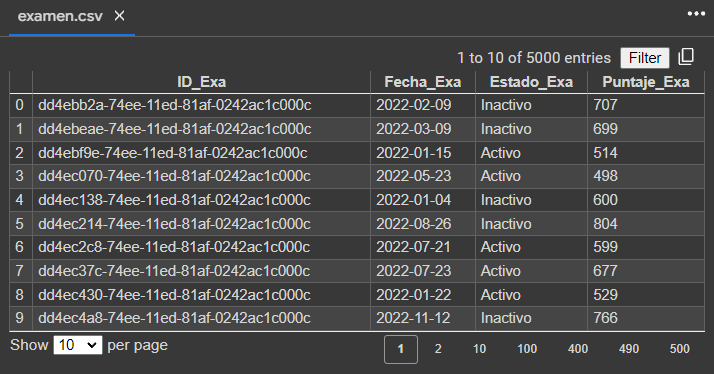 examen.csv ×
1 to 10 of 5000 entries Filter
ID_Exa Fecha_Exa Estado_Exa Puntaje_Exa
0 dd4ebb2a-74ee-11ed-81af-0242ac1c000c 2022-02-09 Inactivo 707
1 dd4ebeae-74ee-11ed-81af-0242ac1c000c 2022-03-09 Inactivo 699
2 dd4ebf9e-74ee-11ed-81af-0242ac1c000c 2022-01-15 Activo 514
3 dd4ec070-74ee-11ed-81af-0242ac1c000c 2022-05-23 Activo 498
4 dd4ec138-74ee-11ed-81af-0242ac1c000c 2022-01-04 Inactivo 600
5 dd4ec214-74ee-11ed-81af-0242ac1c000c 2022-08-26 Inactivo 804
6 dd4ec2c8-74ee-11ed-81af-0242ac1c000c 2022-07-21 Activo 599
7 dd4ec37c-74ee-11ed-81af-0242ac1c000c 2022-07-23 Activo 677
8 dd4ec430-74ee-11ed-81af-0242ac1c000c 2022-01-22 Activo 529
9 dd4ec4a8-74ee-11ed-81af-0242ac1c000c 2022-11-12 Inactivo 766
Show 10 per page 1 2 10 100 400 490 500